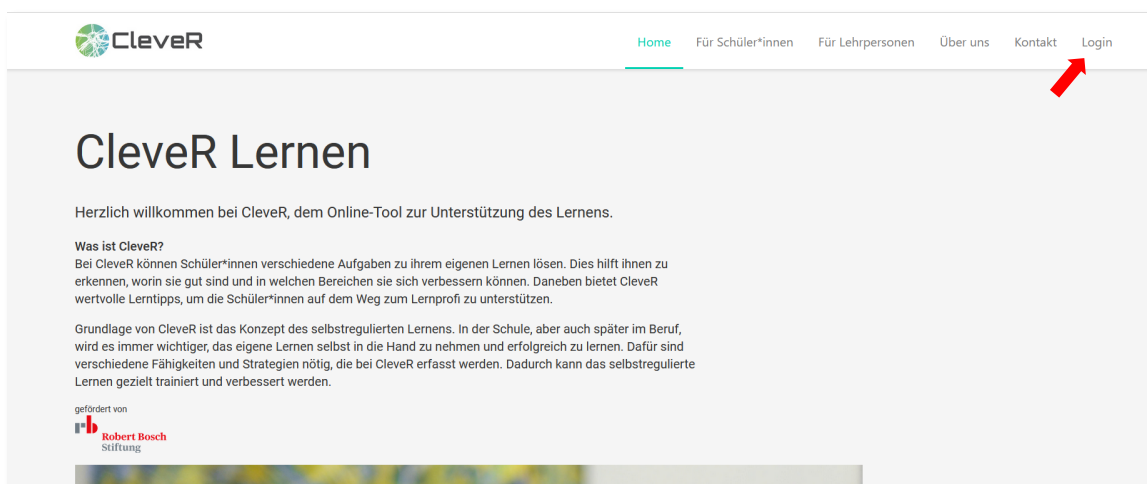 CleveR
Home Für Schüler*innen Für Lehrpersonen Über uns Kontakt Login
CleveR Lernen
Herzlich willkommen bei CleveR, dem Online-Tool zur Unterstützung des Lernens.
Was ist CleveR?
Bei CleveR können Schüler*innen verschiedene Aufgaben zu ihrem eigenen Lernen lösen. Dies hilft ihnen zu
erkennen, worin sie gut sind und in welchen Bereichen sie sich verbessern können. Daneben bietet CleveR
wertvolle Lerntipps, um die Schüler*innen auf dem Weg zum Lernprofi zu unterstützen.
Grundlage von CleveR ist das Konzept des selbstregulierten Lernens. In der Schule, aber auch später im Beruf,
wird es immer wichtiger, das eigene Lernen selbst in die Hand zu nehmen und erfolgreich zu lernen. Dafür sind
verschiedene Fähigkeiten und Strategien nötig, die bei CleveR erfasst werden. Dadurch kann das selbstregulierte
Lernen gezielt trainiert und verbessert werden.
gefördert von
Robert Bosch
Stiftung